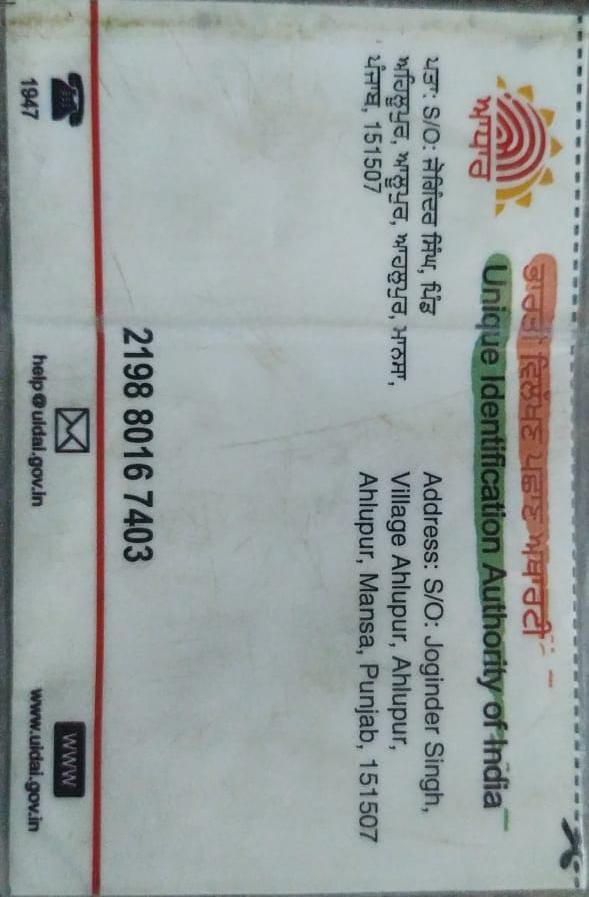 ਭਾਰਤੀ ਵਿਲੱਖਣ ਪਛਾਣ ਅਥਾਰਟੀ
Unique Identification Authority of India
ਆਧਾਰ
ਪਤਾ: S/O: ਜੋਗਿੰਦਰ ਸਿੰਘ, ਪਿੰਡ
ਅਹਿਲੂਪੁਰ, ਆਲੂਪੁਰ, ਆਹਲੁਪੁਰ, ਮਾਨਸਾ,
ਪੰਜਾਬ, 151507
Address: S/O: Joginder Singh,
Village Ahlupur, Ahlupur,
Ahlupur, Mansa, Punjab, 151507
2198 8016 7403
1947
help@uidai.gov.in
WWW
www.uidai.gov.in